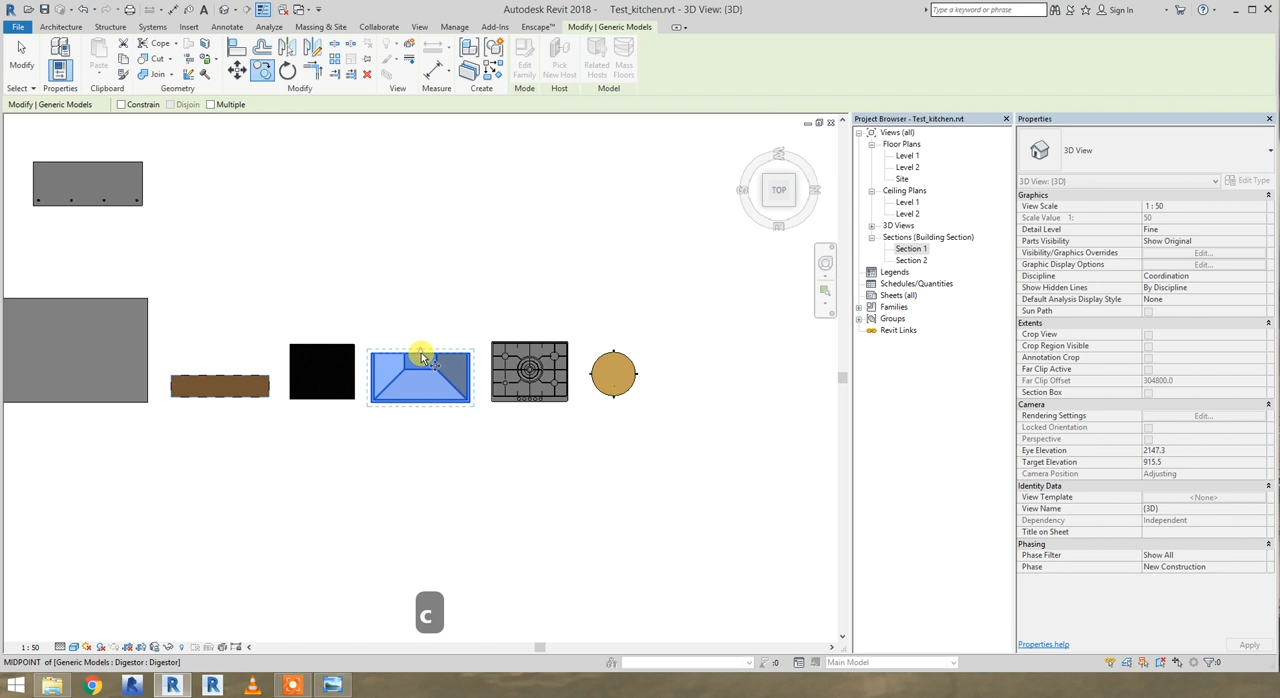 Autodesk Revit 2018 - Test_kitchen.rvt - 3D View: {3D}
Type a keyword or phrase
Sign In
File Architecture Structure Systems Insert Annotate Analyze Massing & Site Collaborate View Manage Add-Ins Enscape™ Modify | Generic Models
Modify
Paste
Cope
Cut
Join
Edit Family
Pick New Host
Related Hosts
Mass Floors
Select Properties Clipboard Geometry Modify View Measure Create Mode Host Model
Modify | Generic Models Constrain Disjoin Multiple
Project Browser - Test_kitchen.rvt
Views (all)
Floor Plans
Level 1
Level 2
Site
Ceiling Plans
Level 1
Level 2
3D Views
Sections (Building Section)
Section 1
Section 2
Legends
Schedules/Quantities
Sheets (all)
Families
Groups
Revit Links
Properties
3D View
3D View: {3D} Edit Type
Graphics
View Scale 1 : 50
Scale Value 1: 50
Detail Level Fine
Parts Visibility Show Original
Visibility/Graphics Overrides Edit...
Graphic Display Options Edit...
Discipline Coordination
Show Hidden Lines By Discipline
Default Analysis Display Style None
Sun Path
Extents
Crop View
Crop Region Visible
Annotation Crop
Far Clip Active
Far Clip Offset 304800.0
Section Box
Camera
Rendering Settings Edit...
Locked Orientation
Perspective
Eye Elevation 2147.3
Target Elevation 915.5
Camera Position Adjusting
Identity Data
View Template <None>
View Name {3D}
Dependency Independent
Title on Sheet
Phasing
Phase Filter Show All
Phase New Construction
Properties help Apply
TOP
c
1 : 50
MIDPOINT of [Generic Models : Digestor : Digestor]
:0 Main Model :0